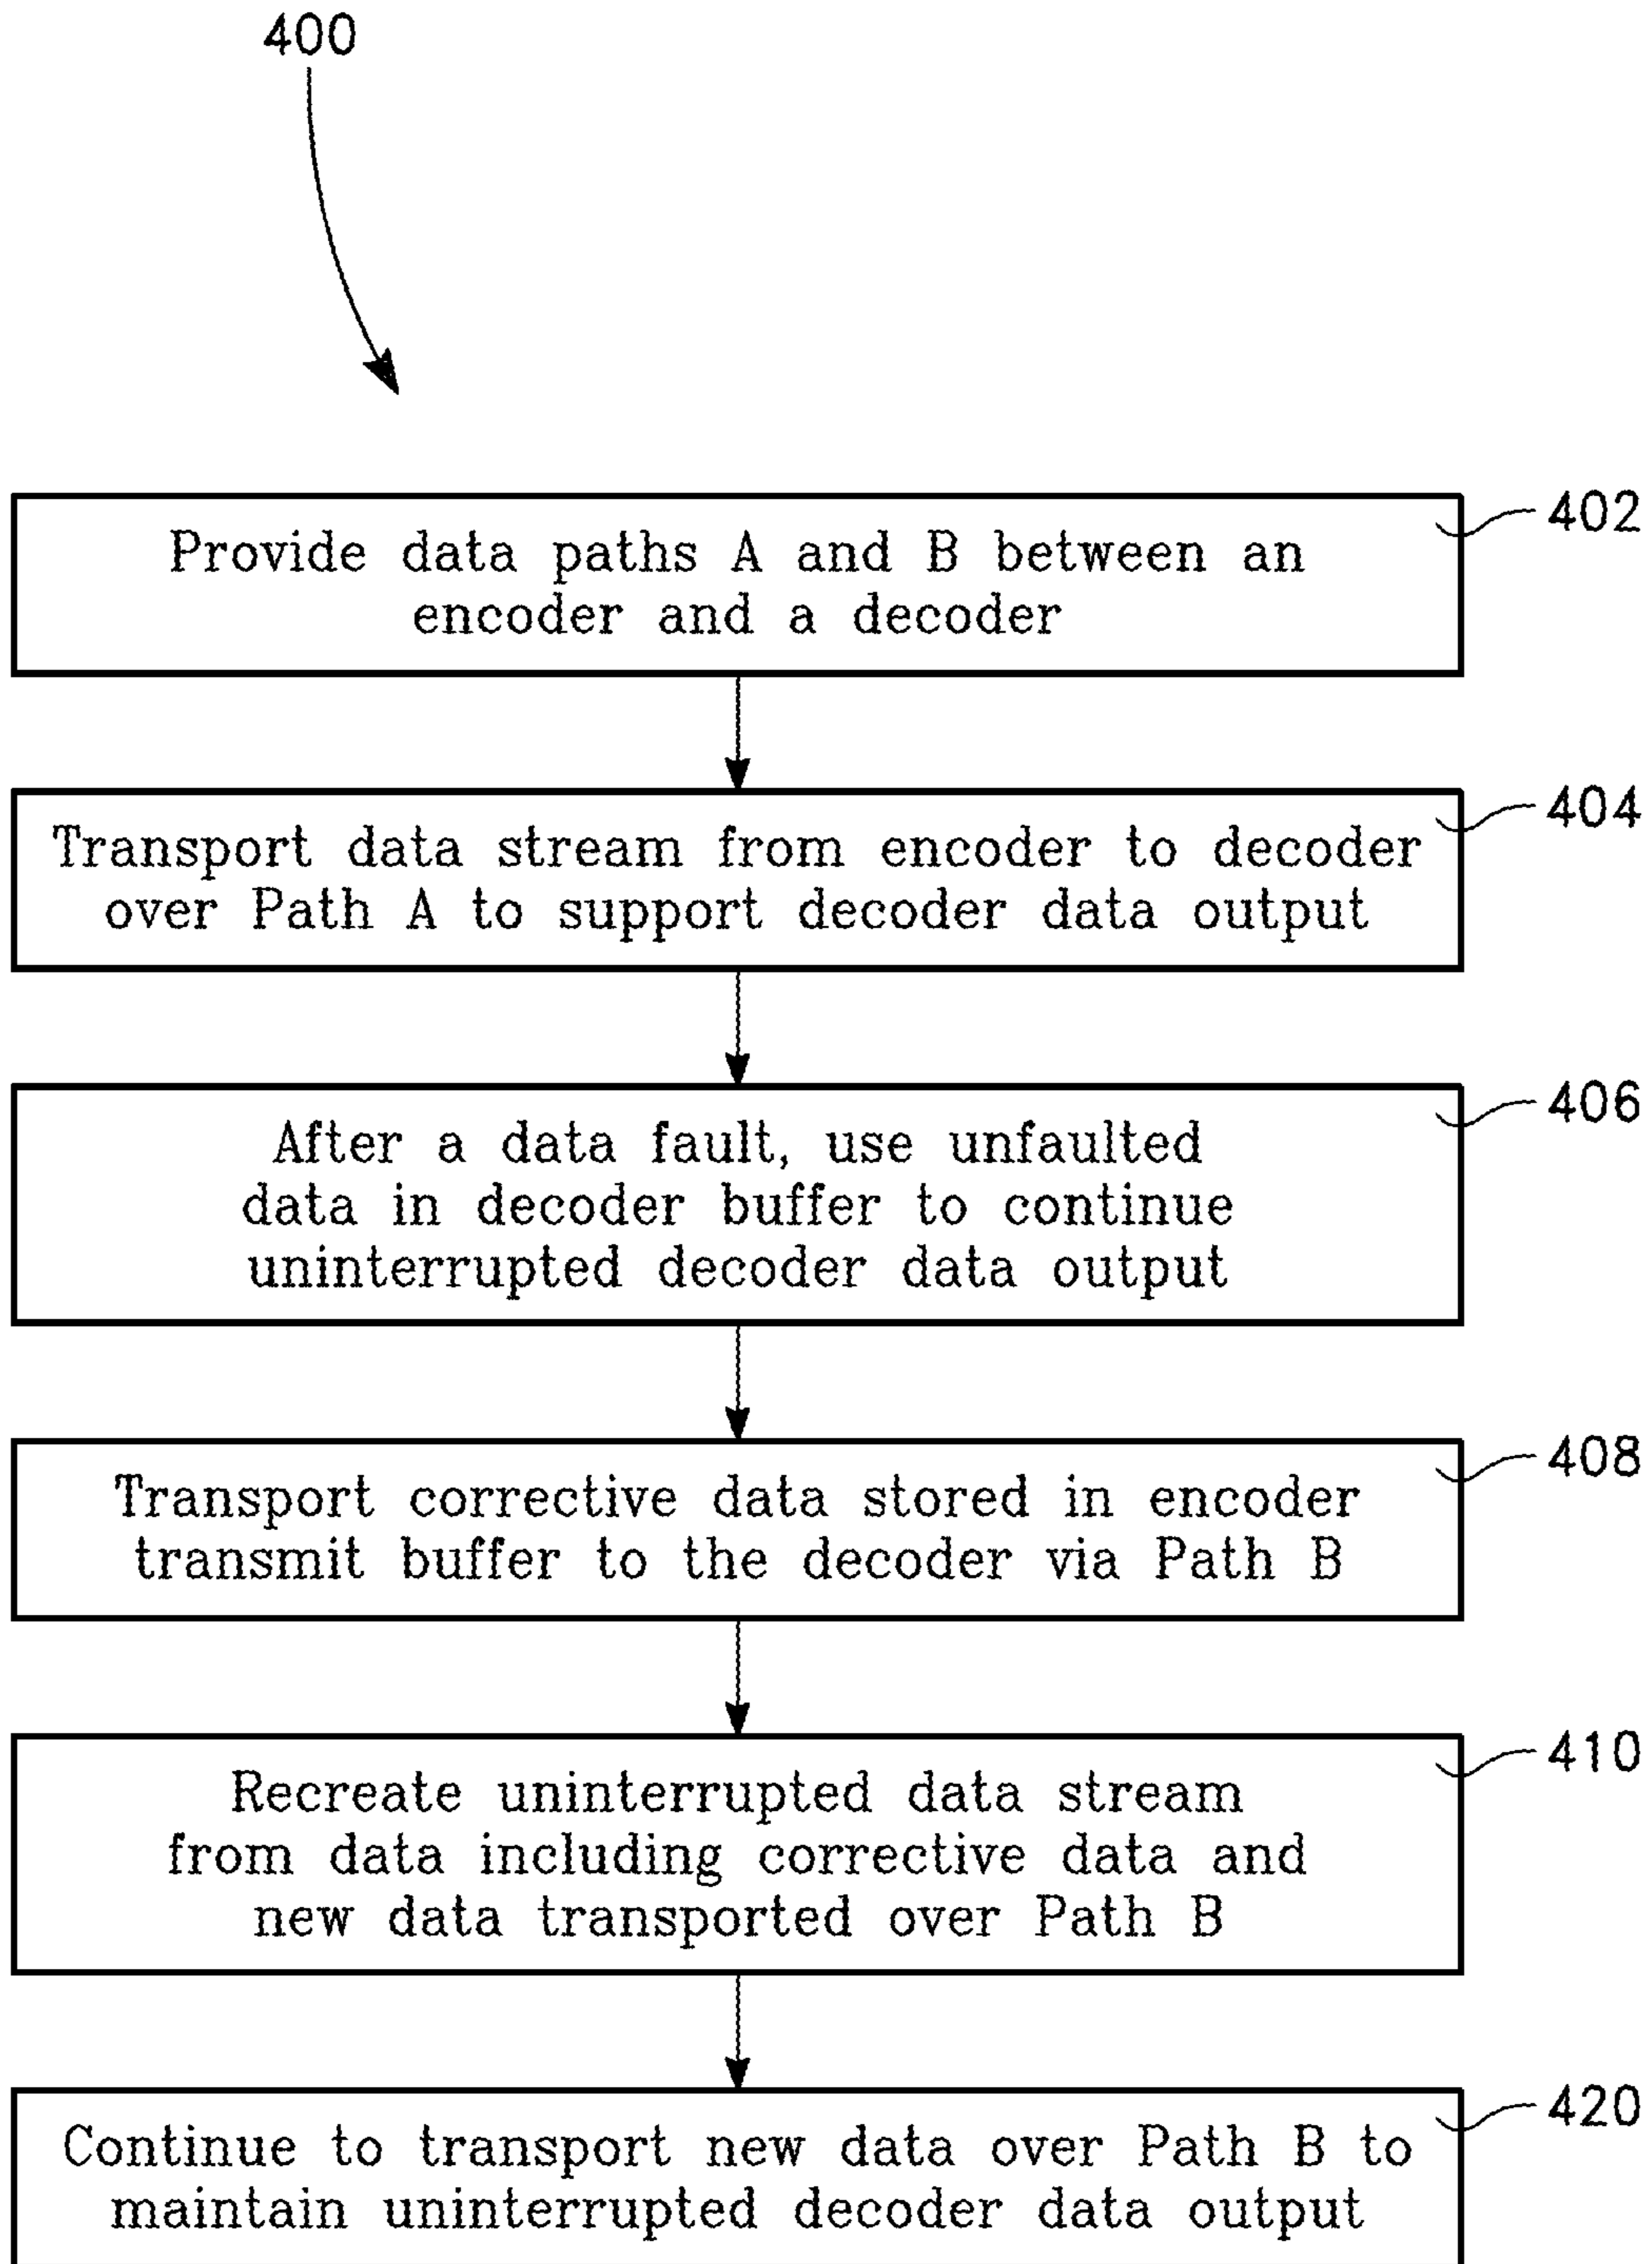 400
402
Provide data paths A and B between an
encoder and a decoder
404
Transport data stream from encoder to decoder
over Path A to support decoder data output
406
After a data fault, use unfaulted
data in decoder buffer to continue
uninterrupted decoder data output
408
Transport corrective data stored in encoder
transmit buffer to the decoder via Path B
410
Recreate uninterrupted data stream
from data including corrective data and
new data transported over Path B
420
Continue to transport new data over Path B to
maintain uninterrupted decoder data output